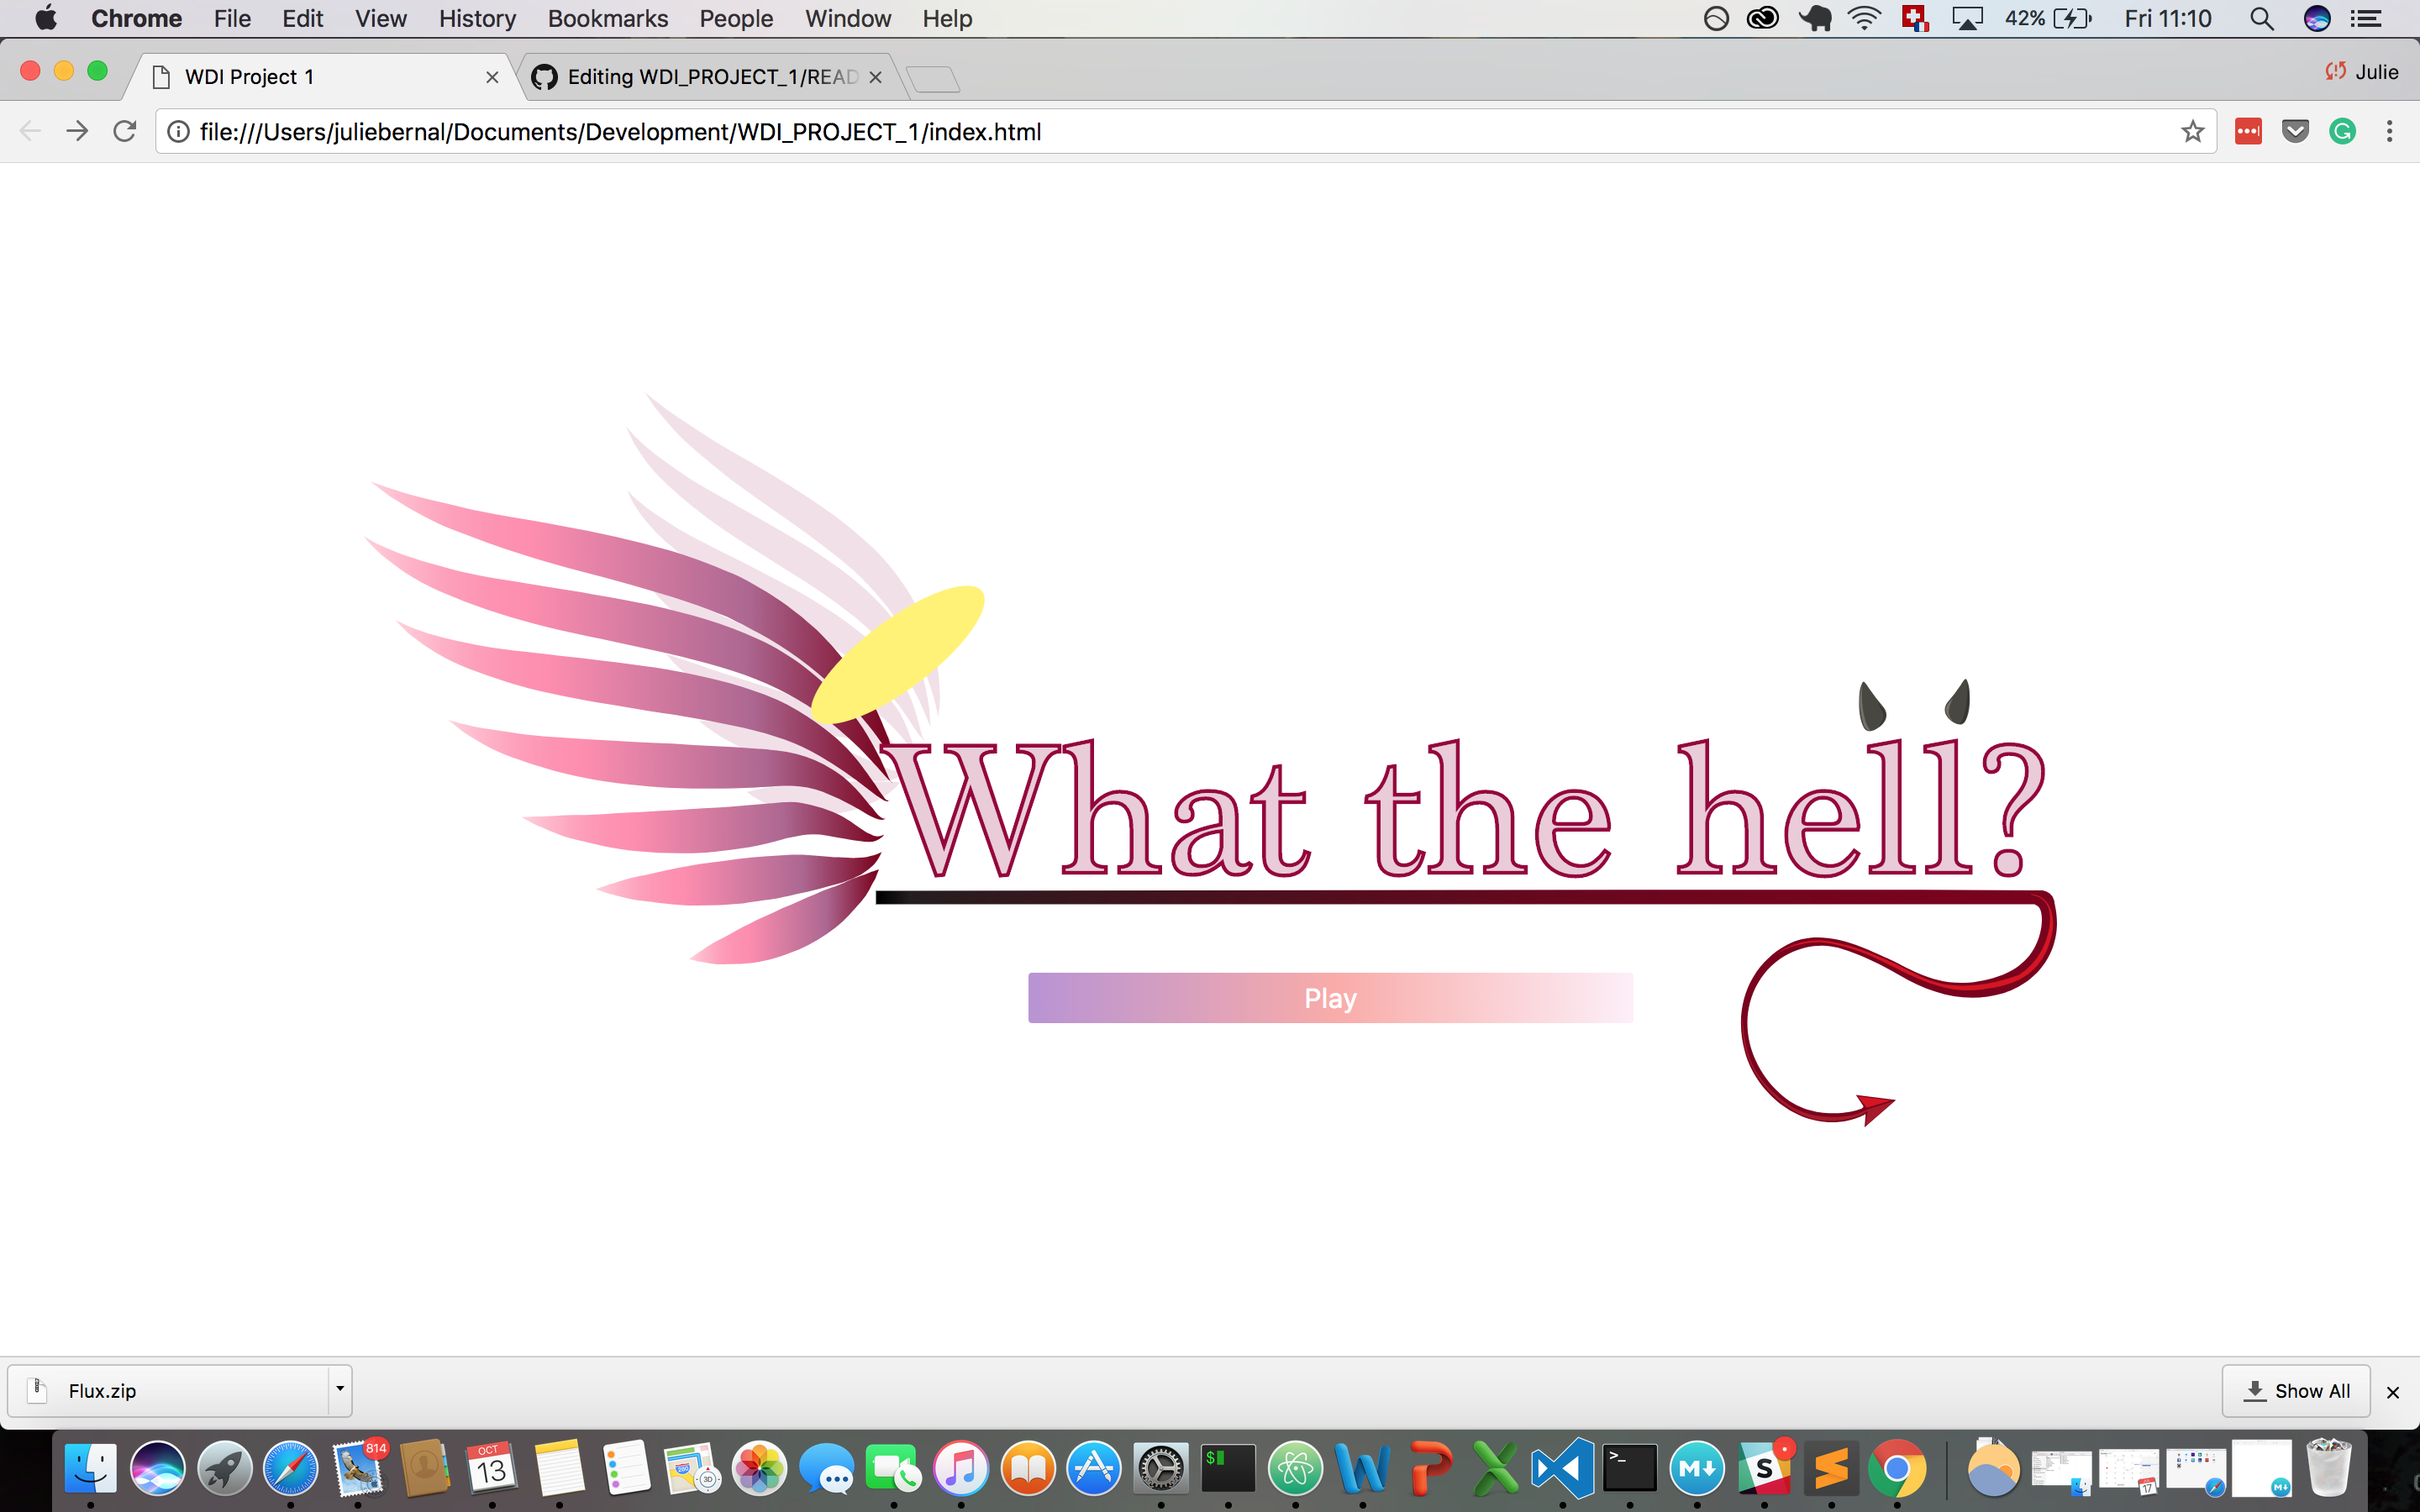 Chrome File Edit View History Bookmarks People Window Help 42% Fri 11:10
WDI Project 1 Editing WDI_PROJECT_1/READ Julie
file:///Users/juliebernal/Documents/Development/WDI_PROJECT_1/index.html
What the hell?
Play
Flux.zip Show All
814
OCT
13
3D
$
>_
M
S
17